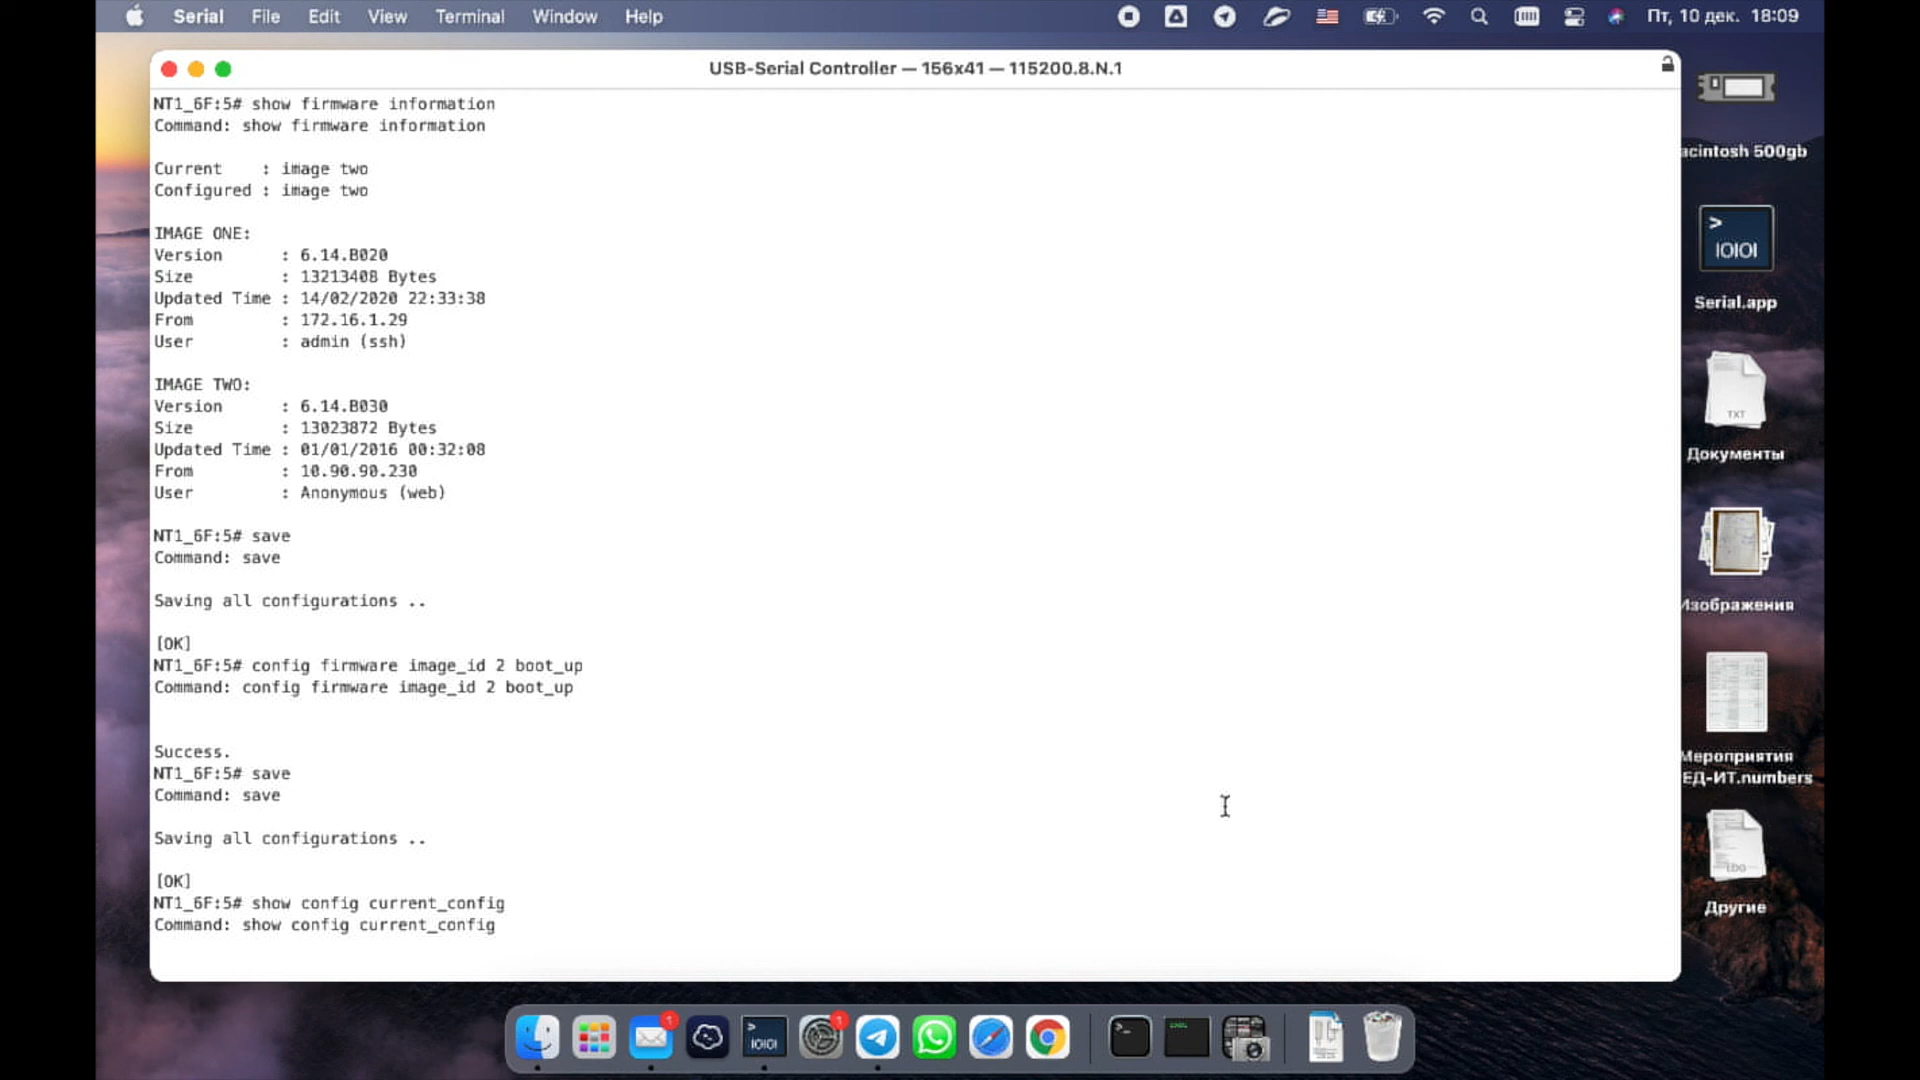 Serial File Edit View Terminal Window Help
Пт, 10 дек. 18:09
USB-Serial Controller — 156x41 — 115200.8.N.1
NT1_6F:5# show firmware information
Command: show firmware information
Current : image two
Configured : image two
IMAGE ONE:
Version : 6.14.B020
Size : 13213408 Bytes
Updated Time : 14/02/2020 22:33:38
From : 172.16.1.29
User : admin (ssh)
IMAGE TWO:
Version : 6.14.B030
Size : 13023872 Bytes
Updated Time : 01/01/2016 00:32:08
From : 10.90.90.230
User : Anonymous (web)
NT1_6F:5# save
Command: save
Saving all configurations ..
[OK]
NT1_6F:5# config firmware image_id 2 boot_up
Command: config firmware image_id 2 boot_up
Success.
NT1_6F:5# save
Command: save
Saving all configurations ..
[OK]
NT1_6F:5# show config current_config
Command: show config current_config
acintosh 500gb
>
IOIOI
Serial.app
TXT
Документы
Изображения
Мероприятия
ЕД-ИТ.numbers
LOG
Другие
1
>
IOIOI
1
>_